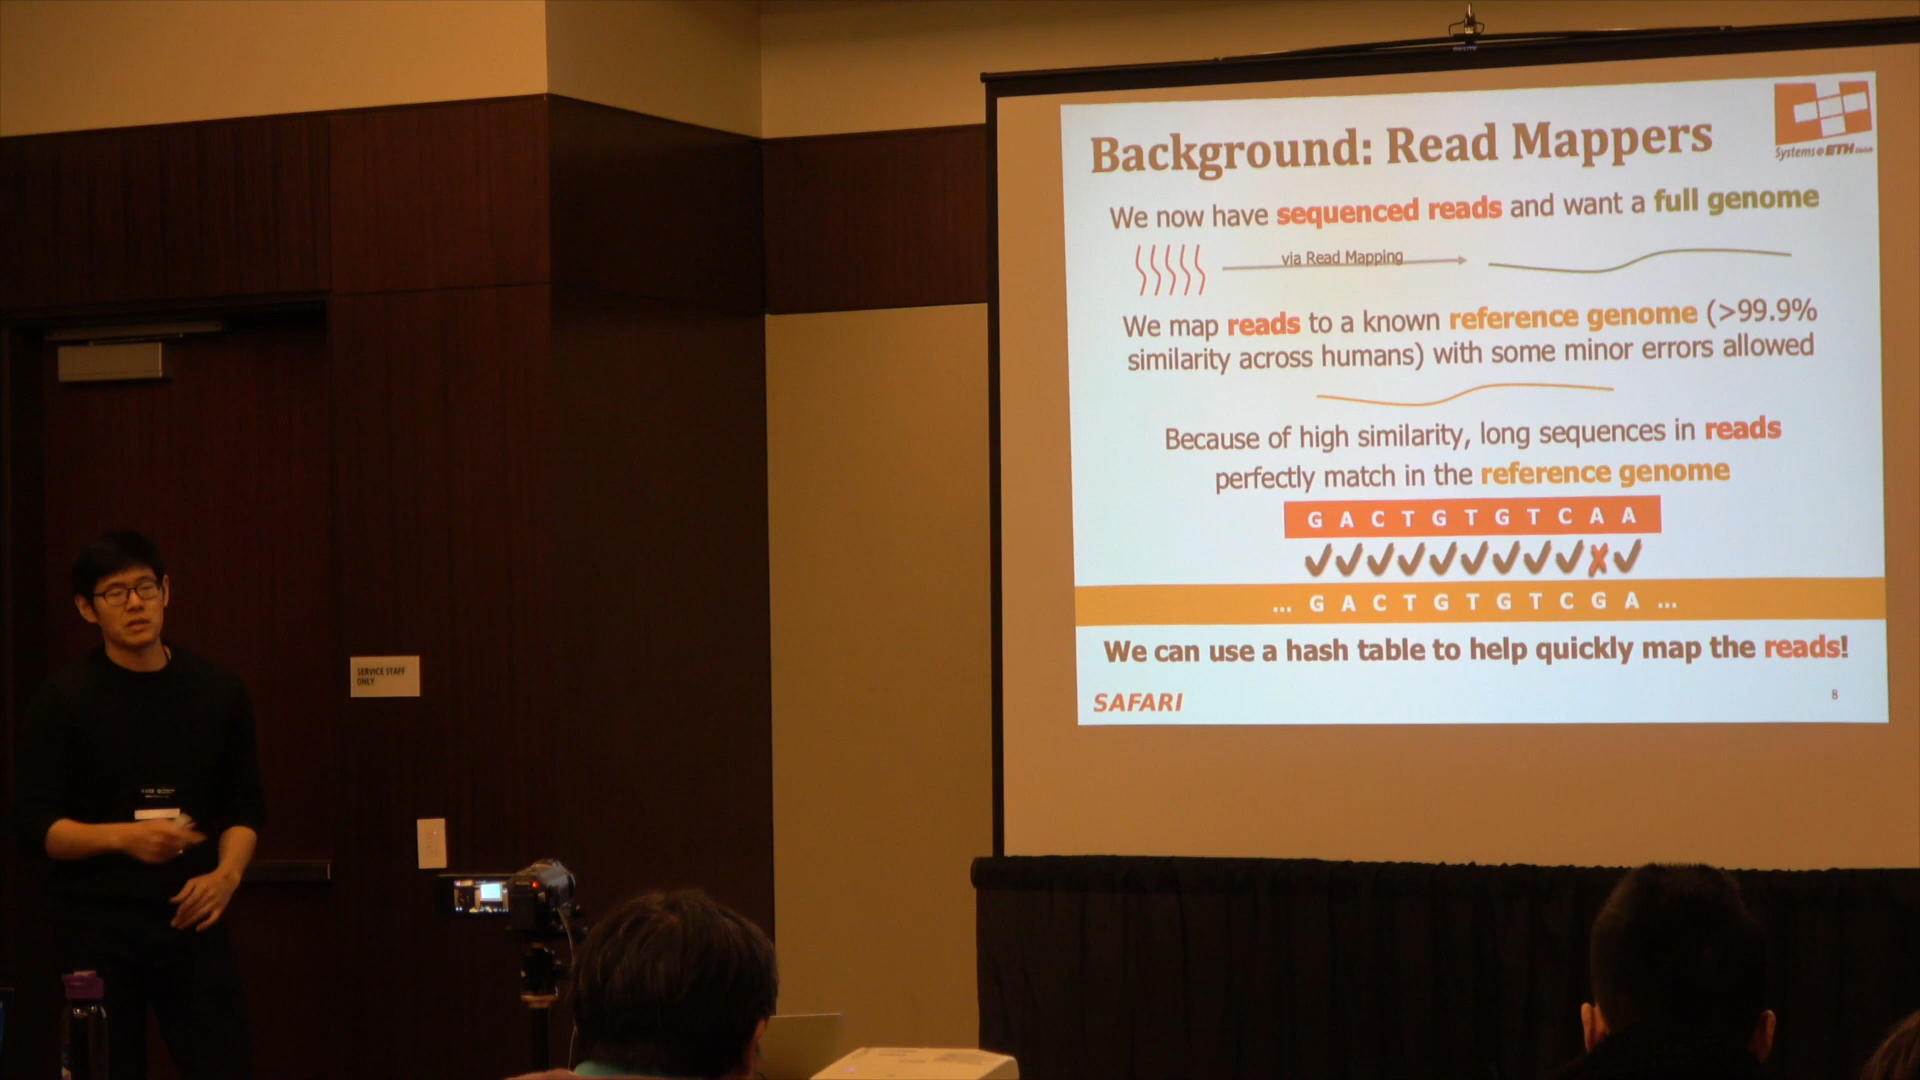 Background: Read Mappers
Systems@ETH Zürich
We now have sequenced reads and want a full genome
via Read Mapping
We map reads to a known reference genome (>99.9%
similarity across humans) with some minor errors allowed
Because of high similarity, long sequences in reads
perfectly match in the reference genome
G A C T G T G T C A A
... G A C T G T G T C G A ...
We can use a hash table to help quickly map the reads!
SAFARI
8
SERVICE STAFF
ONLY